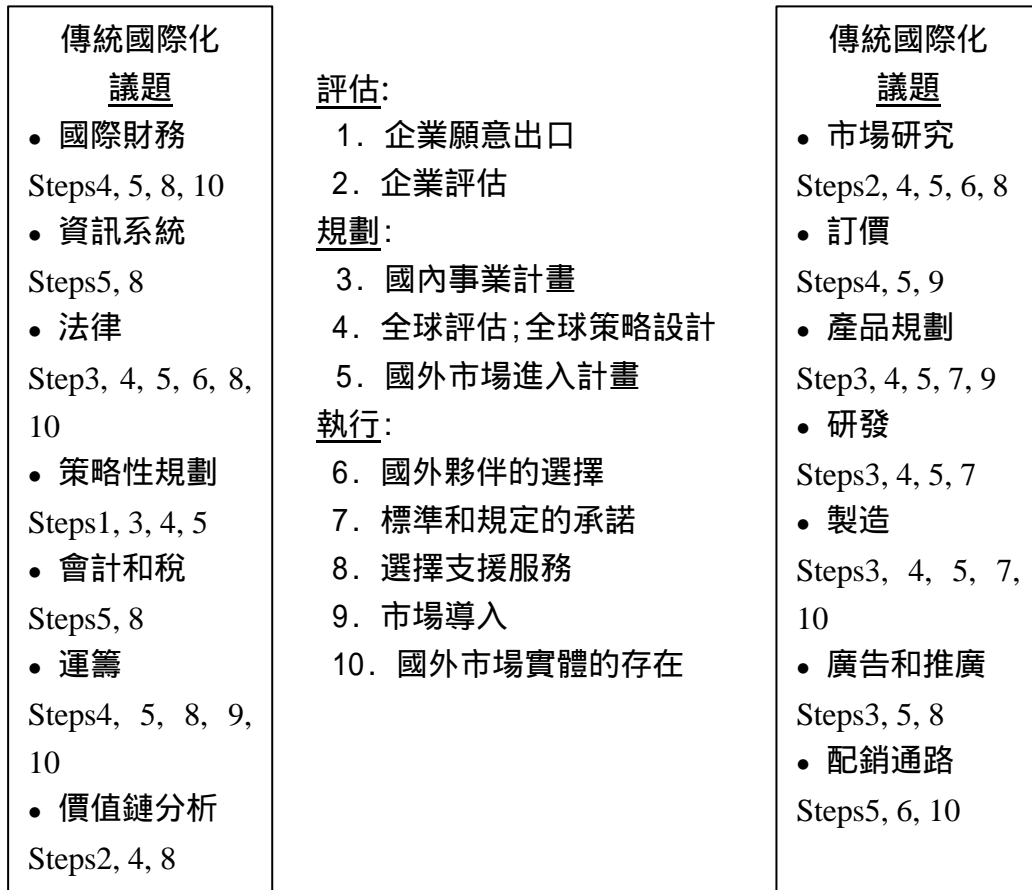 傳統國際化
議題
● 國際財務
Steps4, 5, 8, 10
● 資訊系統
Steps5, 8
● 法律
Step3, 4, 5, 6, 8,
10
● 策略性規劃
Steps1, 3, 4, 5
● 會計和稅
Steps5, 8
● 運籌
Steps4, 5, 8, 9,
10
● 價值鏈分析
Steps2, 4, 8
評估:
1. 企業願意出口
2. 企業評估
規劃:
3. 國內事業計畫
4. 全球評估;全球策略設計
5. 國外市場進入計畫
執行:
6. 國外夥伴的選擇
7. 標準和規定的承諾
8. 選擇支援服務
9. 市場導入
10. 國外市場實體的存在
傳統國際化
議題
● 市場研究
Steps2, 4, 5, 6, 8
● 訂價
Steps4, 5, 9
● 產品規劃
Step3, 4, 5, 7, 9
● 研發
Steps3, 4, 5, 7
● 製造
Steps3, 4, 5, 7,
10
● 廣告和推廣
Steps3, 5, 8
● 配銷通路
Steps5, 6, 10